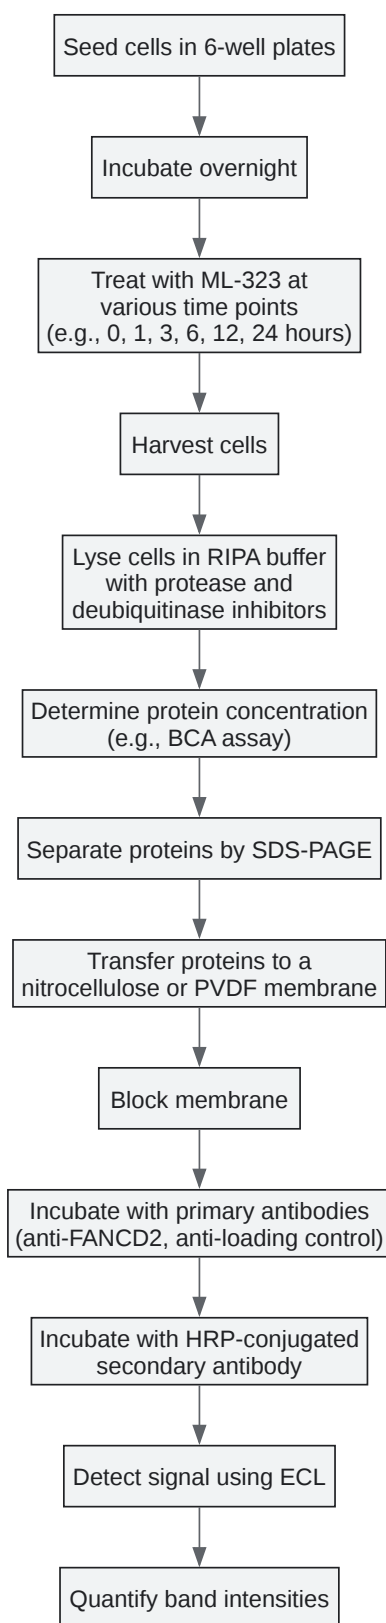 Seed cells in 6-well plates
Incubate overnight
Treat with ML-323 at
various time points
(e.g., 0, 1, 3, 6, 12, 24 hours)
Harvest cells
Lyse cells in RIPA buffer
with protease and
deubiquitinase inhibitors
Determine protein concentration
(e.g., BCA assay)
Separate proteins by SDS-PAGE
Transfer proteins to a
nitrocellulose or PVDF membrane
Block membrane
Incubate with primary antibodies
(anti-FANCD2, anti-loading control)
Incubate with HRP-conjugated
secondary antibody
Detect signal using ECL
Quantify band intensities